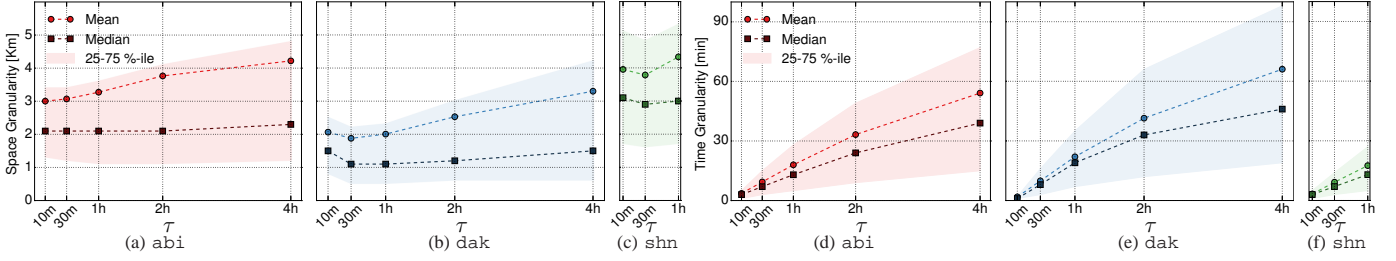 Space Granularity [Km]
6
5
4
3
2
1
0
Mean
Median
25-75 %-ile
10m
30m
1h
2h
4h
τ
(a) abi
10m
30m
1h
2h
4h
τ
(b) dak
10m
30m
1h
τ
(c) shn
Time Granularity [min]
90
60
30
0
Mean
Median
25-75 %-ile
10m
30m
1h
2h
4h
τ
(d) abi
10m
30m
1h
2h
4h
τ
(e) dak
10m
30m
1h
τ
(f) shn